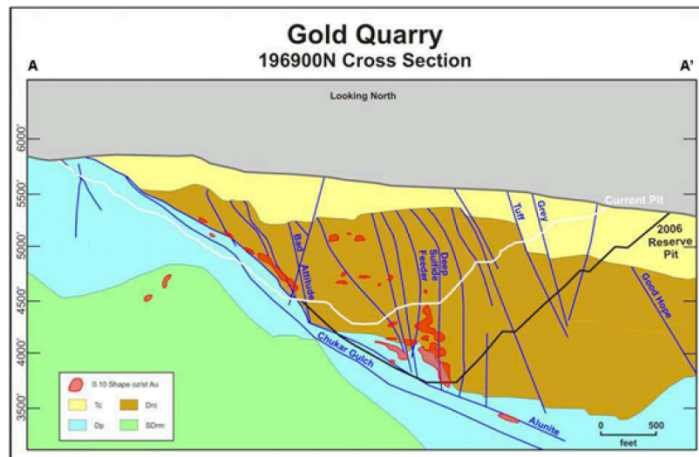 Gold Quarry
196900N Cross Section
A
A'
Looking North
6000'
5500'
5000'
4500'
4000'
3500'
Current Pit
2006
Reserve
Pit
Tuff
Grey
Bad
Attitude
Deep
Sulfide
Feeder
Good Hope
Chukar Gulch
Alunite
0.10 Shape oz/st Au
Tc
Drc
Dp
SDrm
0
500
feet